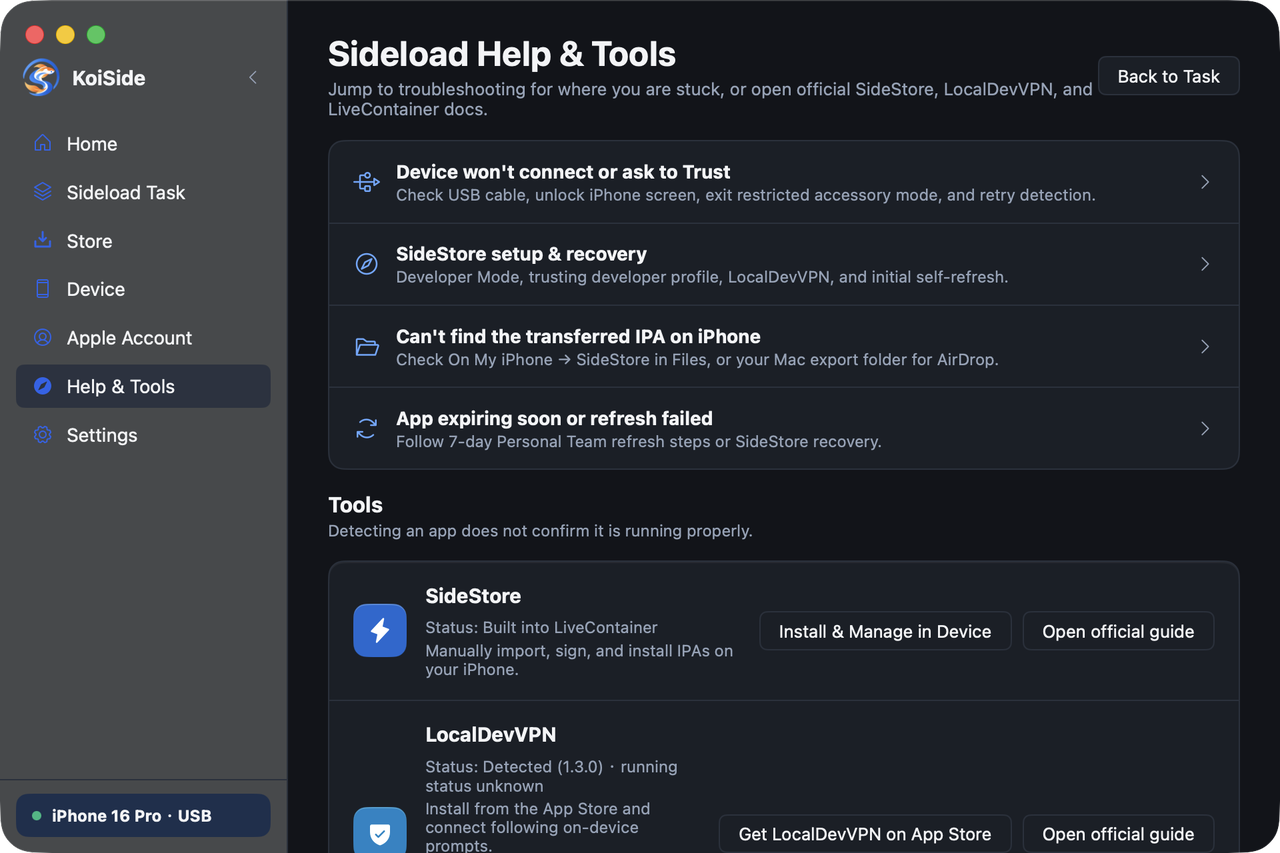 KoiSide
Home
Sideload Task
Store
Device
Apple Account
Help & Tools
Settings
iPhone 16 Pro · USB
Sideload Help & Tools
Jump to troubleshooting for where you are stuck, or open official SideStore, LocalDevVPN, and
LiveContainer docs.
Back to Task
Device won't connect or ask to Trust
Check USB cable, unlock iPhone screen, exit restricted accessory mode, and retry detection.
SideStore setup & recovery
Developer Mode, trusting developer profile, LocalDevVPN, and initial self-refresh.
Can't find the transferred IPA on iPhone
Check On My iPhone → SideStore in Files, or your Mac export folder for AirDrop.
App expiring soon or refresh failed
Follow 7-day Personal Team refresh steps or SideStore recovery.
Tools
Detecting an app does not confirm it is running properly.
SideStore
Status: Built into LiveContainer
Manually import, sign, and install IPAs on
your iPhone.
Install & Manage in Device
Open official guide
LocalDevVPN
Status: Detected (1.3.0) · running
status unknown
Install from the App Store and
connect following on-device
prompts.
Get LocalDevVPN on App Store
Open official guide